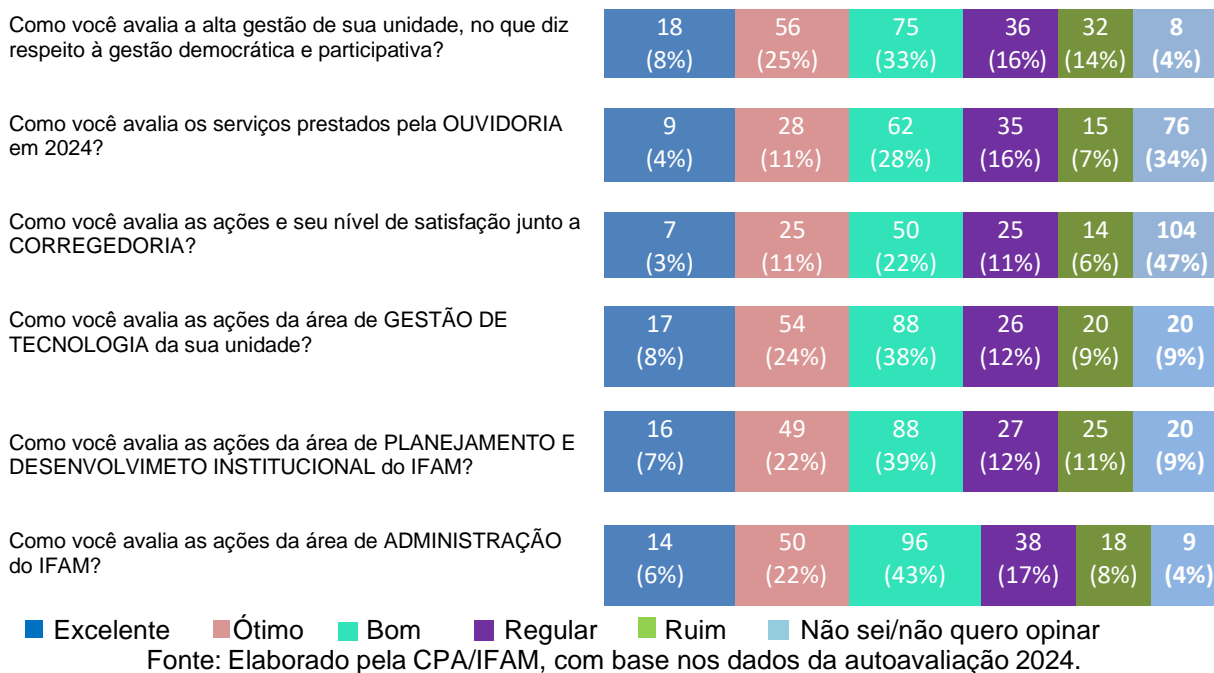 Como você avalia a alta gestão de sua unidade, no que diz
respeito à gestão democrática e participativa?
18 56 75 36 32 8
(8%) (25%) (33%) (16%) (14%) (4%)
Como você avalia os serviços prestados pela OUVIDORIA
em 2024?
9 28 62 35 15 76
(4%) (11%) (28%) (16%) (7%) (34%)
Como você avalia as ações e seu nível de satisfação junto a
CORREGEDORIA?
7 25 50 25 14 104
(3%) (11%) (22%) (11%) (6%) (47%)
Como você avalia as ações da área de GESTÃO DE
TECNOLOGIA da sua unidade?
17 54 88 26 20 20
(8%) (24%) (38%) (12%) (9%) (9%)
Como você avalia as ações da área de PLANEJAMENTO E
DESENVOLVIMETO INSTITUCIONAL do IFAM?
16 49 88 27 25 20
(7%) (22%) (39%) (12%) (11%) (9%)
Como você avalia as ações da área de ADMINISTRAÇÃO
do IFAM?
14 50 96 38 18 9
(6%) (22%) (43%) (17%) (8%) (4%)
Excelente Ótimo Bom Regular Ruim Não sei/não quero opinar
Fonte: Elaborado pela CPA/IFAM, com base nos dados da autoavaliação 2024.